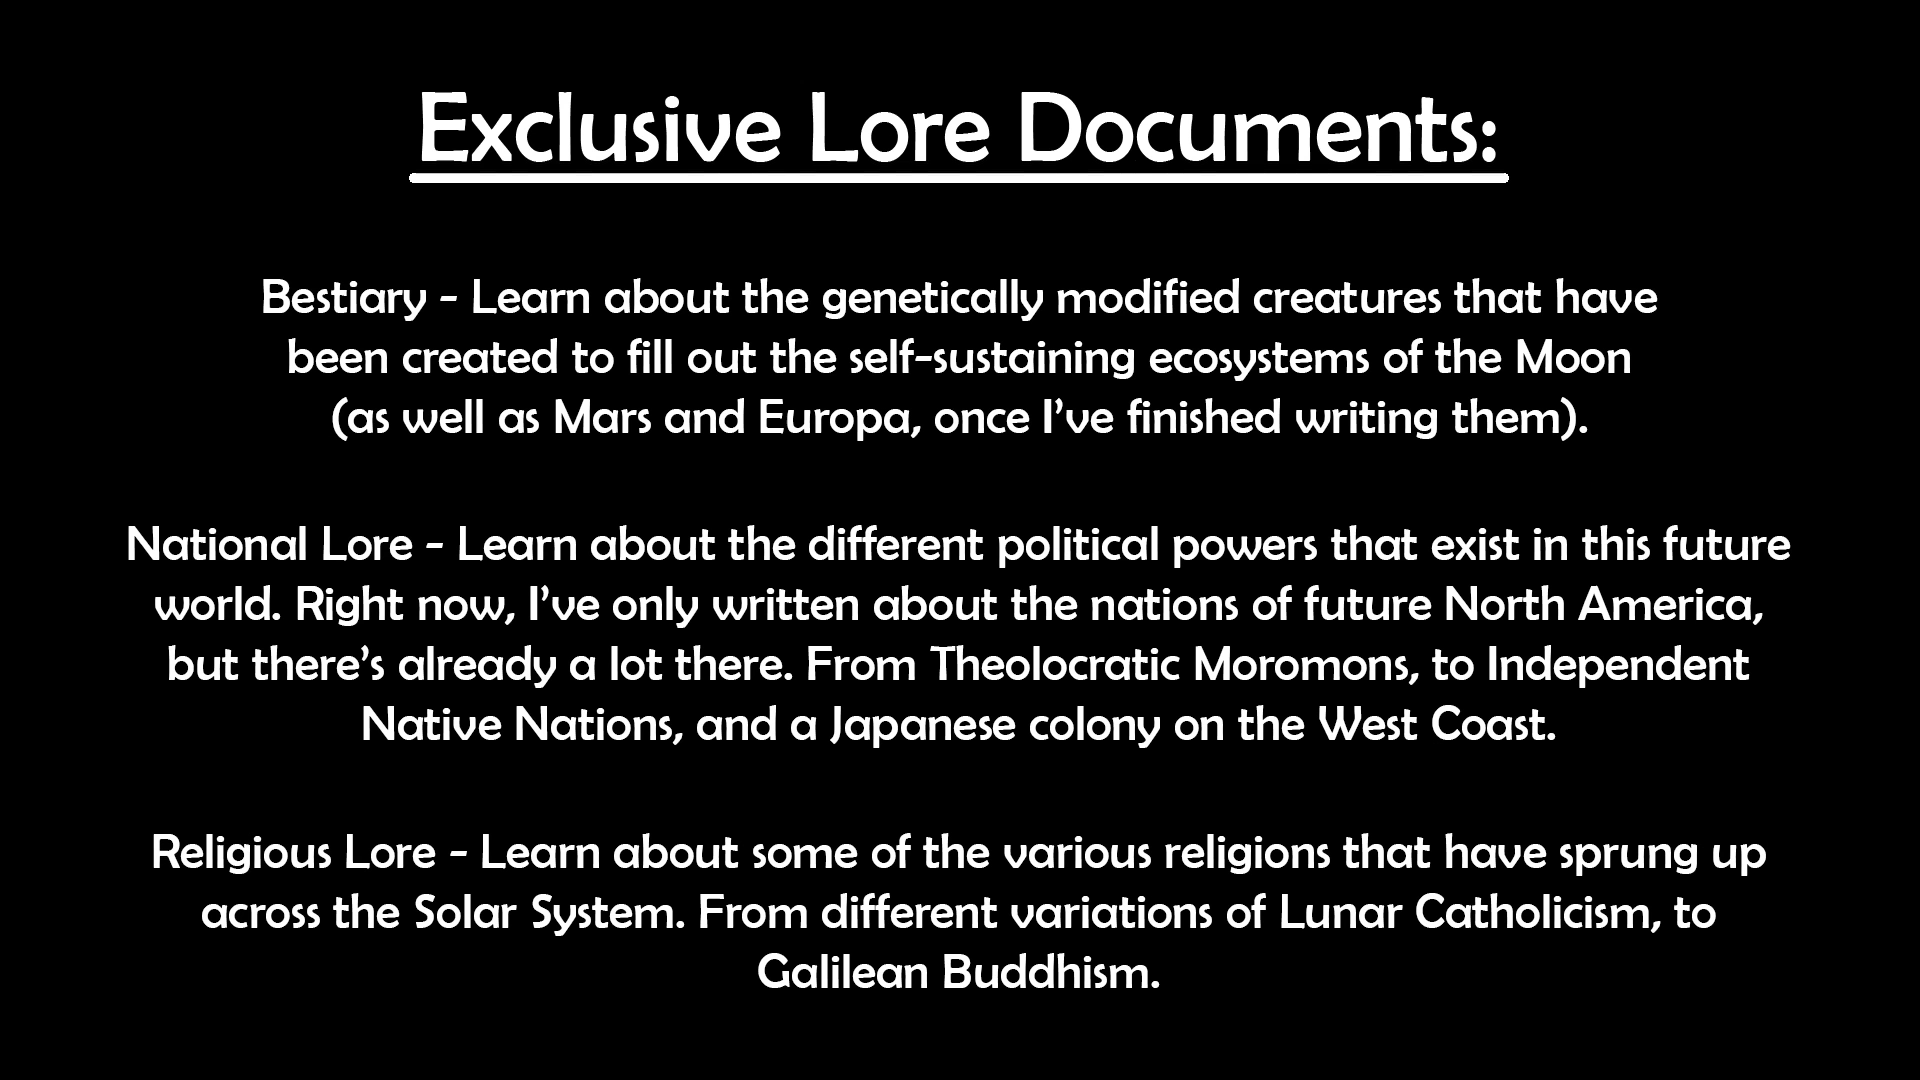 Exclusive Lore Documents:
Bestiary - Learn about the genetically modified creatures that have
been created to fill out the self-sustaining ecosystems of the Moon
(as well as Mars and Europa, once I've finished writing them).
National Lore - Learn about the different political powers that exist in this future
world. Right now, I've only written about the nations of future North America,
but there's already a lot there. From Theolocratic Moromons, to Independent
Native Nations, and a Japanese colony on the West Coast.
Religious Lore - Learn about some of the various religions that have sprung up
across the Solar System. From different variations of Lunar Catholicism, to
Galilean Buddhism.